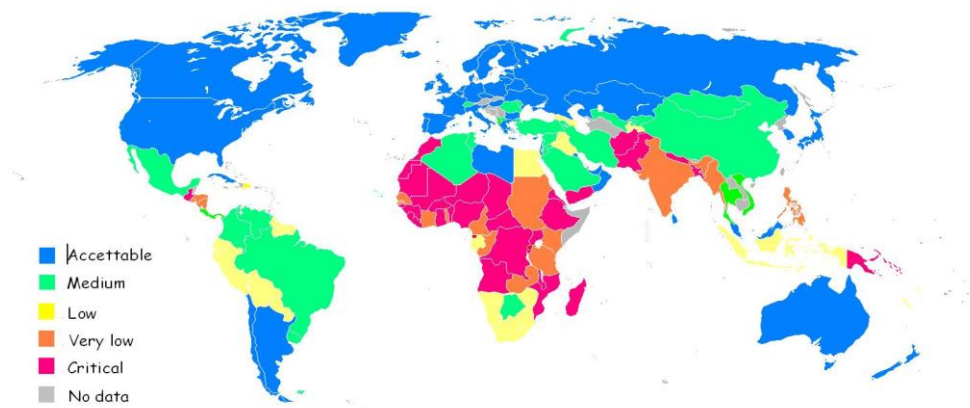 Accettable
Medium
Low
Very low
Critical
No data